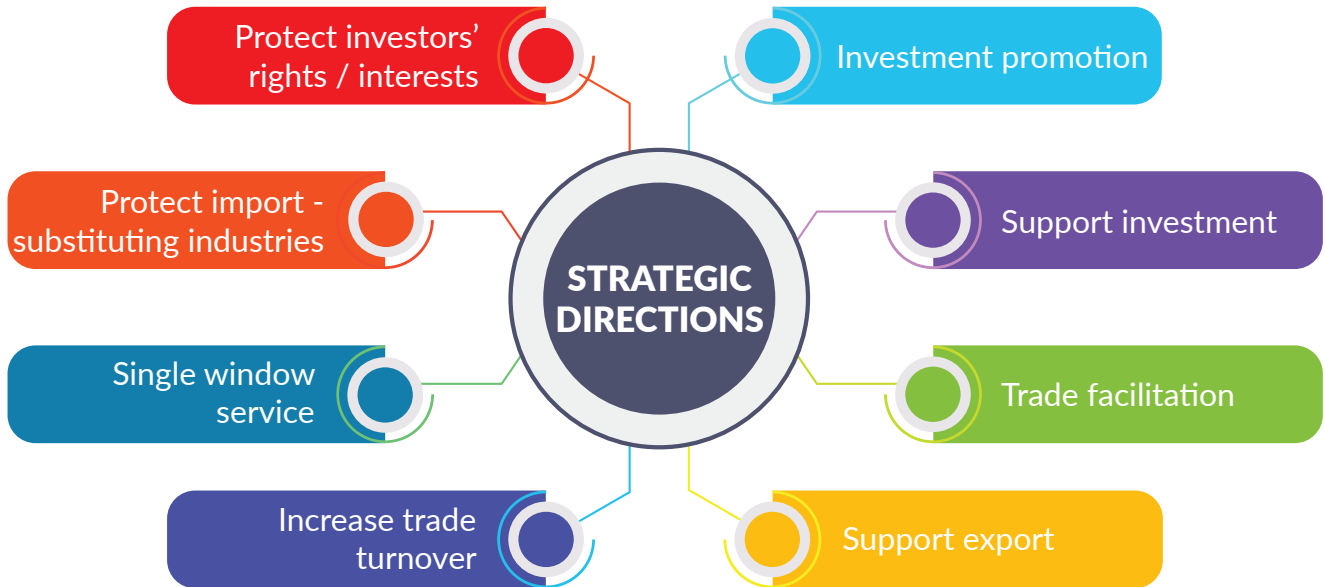 Protect investors’
rights / interests
Investment promotion
Protect import -
substituting industries
Support investment
STRATEGIC
DIRECTIONS
Single window
service
Trade facilitation
Increase trade
turnover
Support export